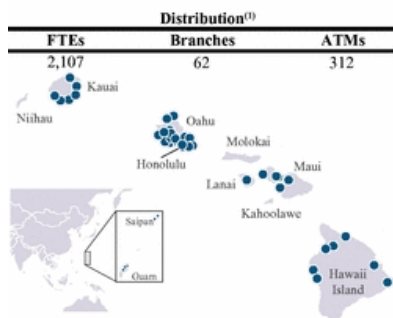 Distribution(1)
FTEs Branches ATMs
2,107 62 312
Kauai
Niihau
Oahu
Honolulu
Molokai
Lanai
Maui
Kahoolawe
Saipan
Guam
Hawaii
Island